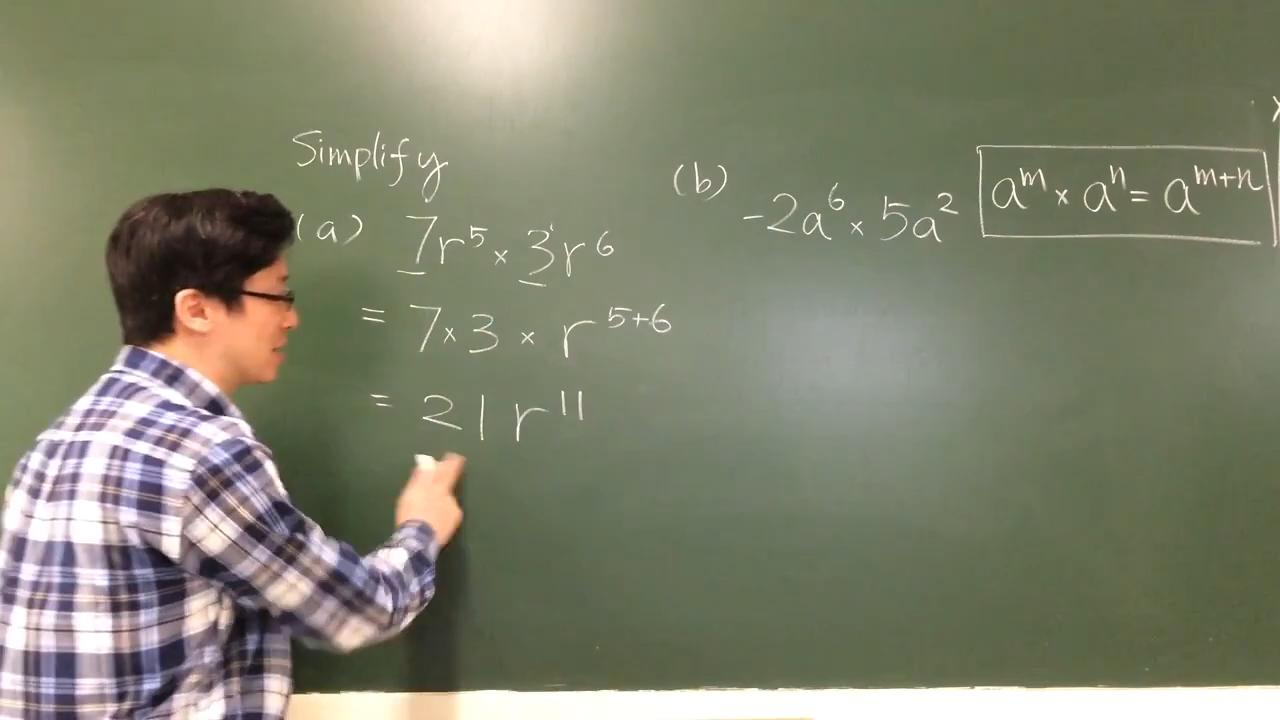 Simplify
(a) 7r⁵ × 3r⁶
= 7 × 3 × r⁵⁺⁶
= 21r¹¹
(b) -2a⁶ × 5a²
aᵐ × aⁿ = aᵐ⁺ⁿ